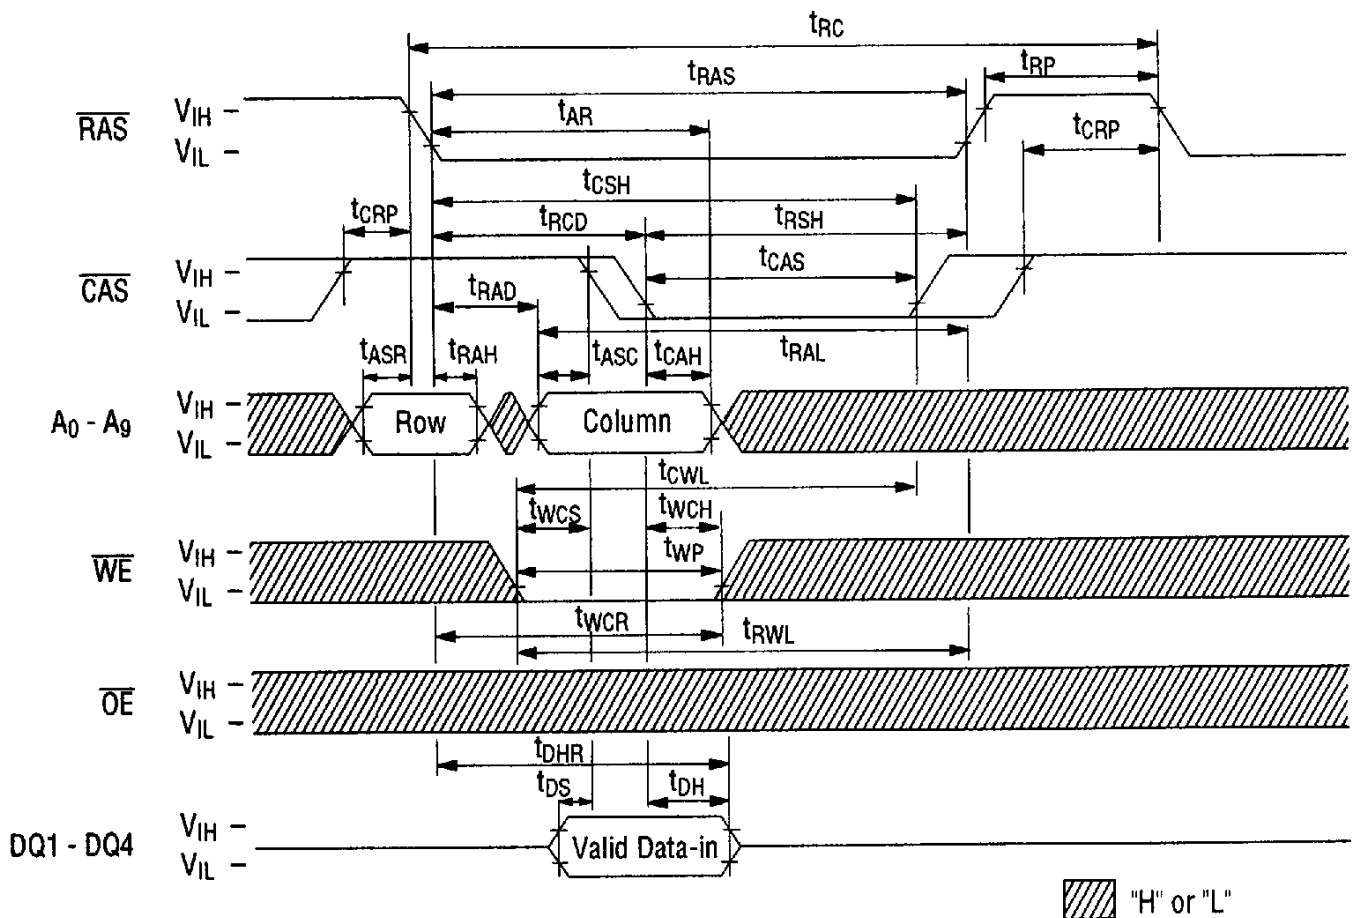 tRC
tRAS
tRP
VIH
RAS
VIL
tAR
tCRP
tCSH
tCRP
tRCD
tRSH
VIH
CAS
VIL
tCAS
tRAD
tRAL
tASR
tRAH
tASC
tCAH
VIH
A0 - A9
VIL
Row
Column
tCWL
tWCS
tWCH
VIH
WE
VIL
tWP
tWCR
tRWL
VIH
OE
VIL
tDHR
tDS
tDH
VIH
DQ1 - DQ4
VIL
Valid Data-in
"H" or "L"